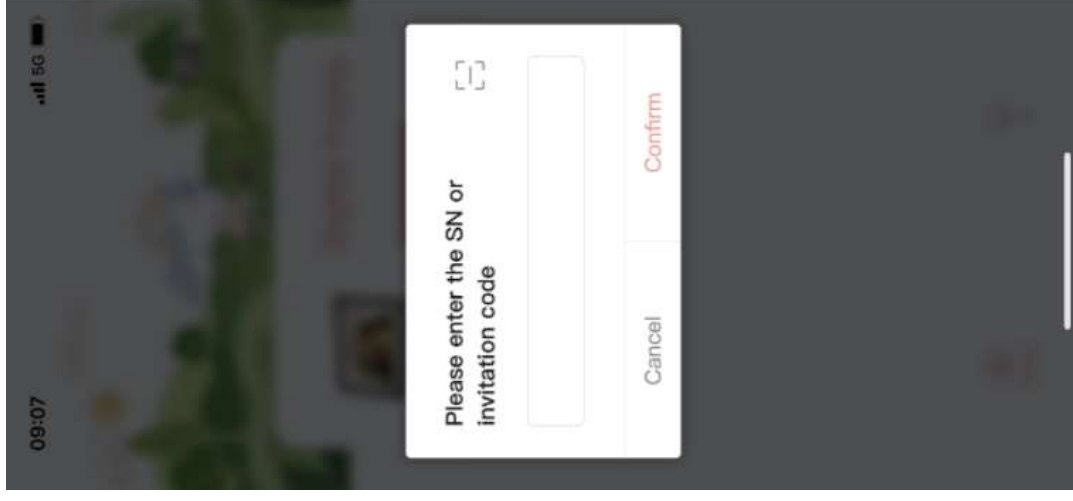 09:07
5G
Please enter the SN or
invitation code
Cancel
Confirm